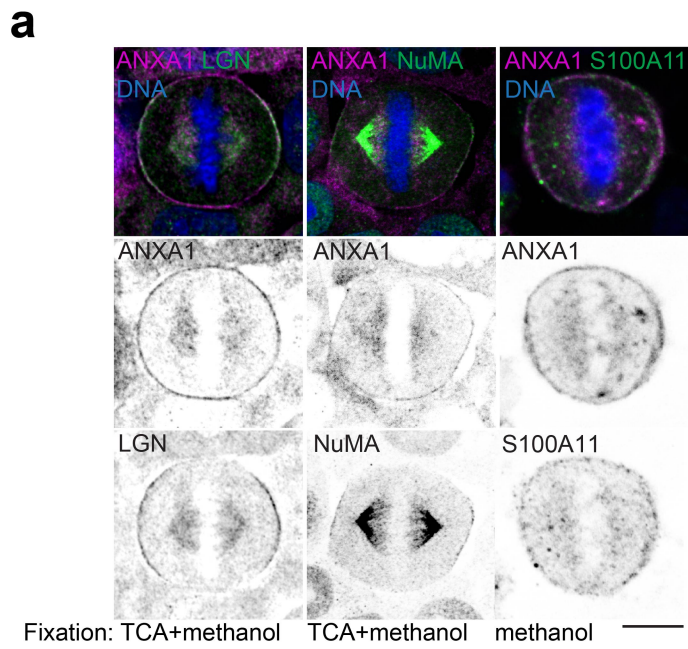 a
ANXA1 LGN
DNA
ANXA1 NuMA
DNA
ANXA1 S100A11
DNA
ANXA1
ANXA1
ANXA1
LGN
NuMA
S100A11
Fixation: TCA+methanol TCA+methanol methanol